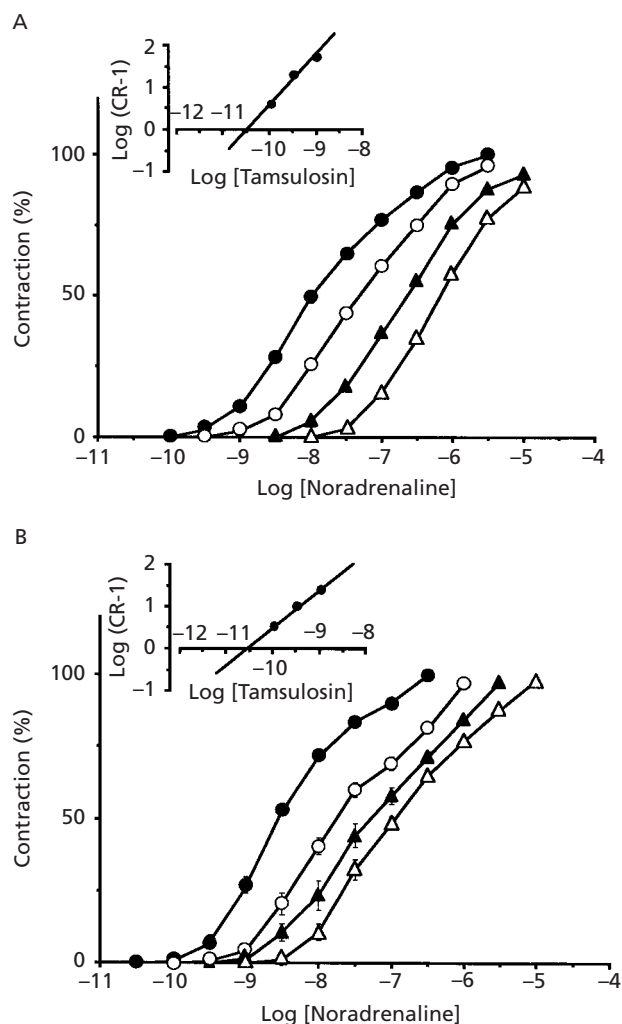 A
Log (CR-1)
2
1
0
−1
−12 −11
−10 −9 −8
Log [Tamsulosin]
Contraction (%)
100
50
0
−11 −10 −9 −8 −7 −6 −5 −4
Log [Noradrenaline]
B
Log (CR-1)
2
1
0
−1
−12 −11 −9 −8
−10
Log [Tamsulosin]
Contraction (%)
100
50
0
−11 −10 −9 −8 −7 −6 −5 −4
Log [Noradrenaline]